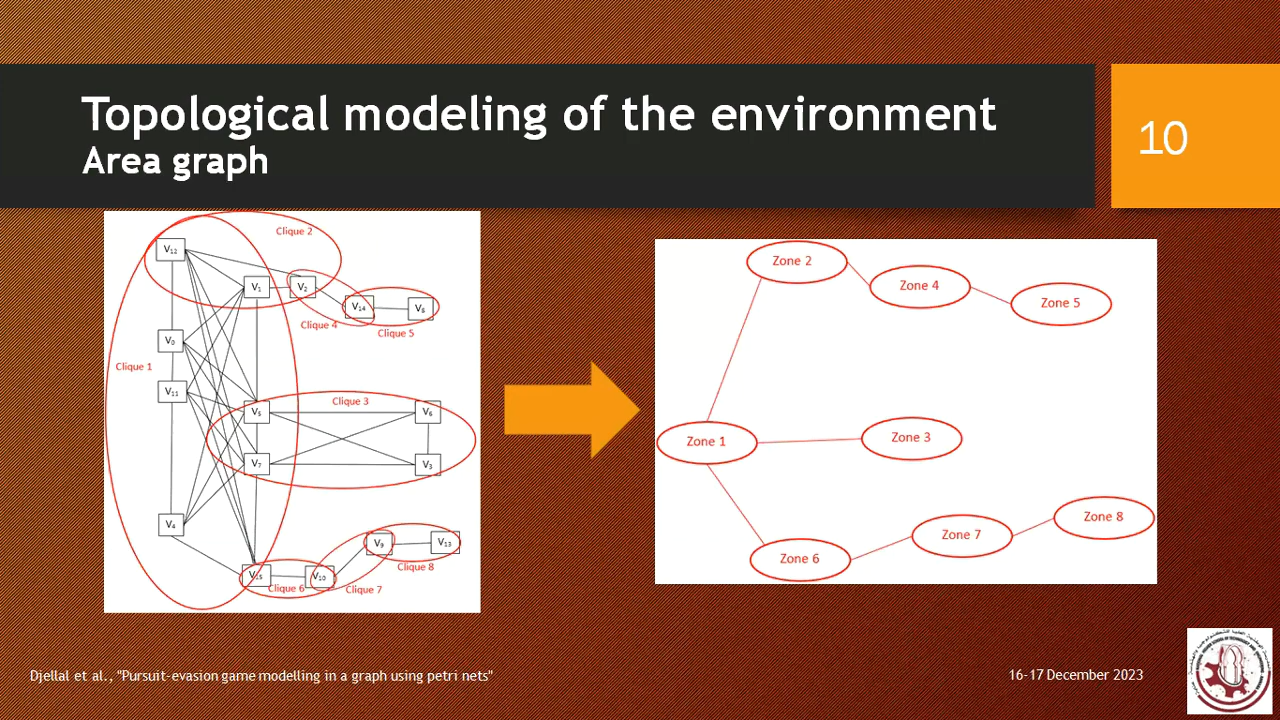 Topological modeling of the environment
Area graph
10
Clique 2
V12
V1
V2
V14
V8
Clique 4
Clique 5
V0
Clique 1
V11
Clique 3
V5
V6
V7
V3
V4
V9
V13
Clique 8
V15
V10
Clique 6
Clique 7
Zone 2
Zone 4
Zone 5
Zone 1
Zone 3
Zone 8
Zone 7
Zone 6
Djellal et al., "Pursuit-evasion game modelling in a graph using petri nets"
16-17 December 2023